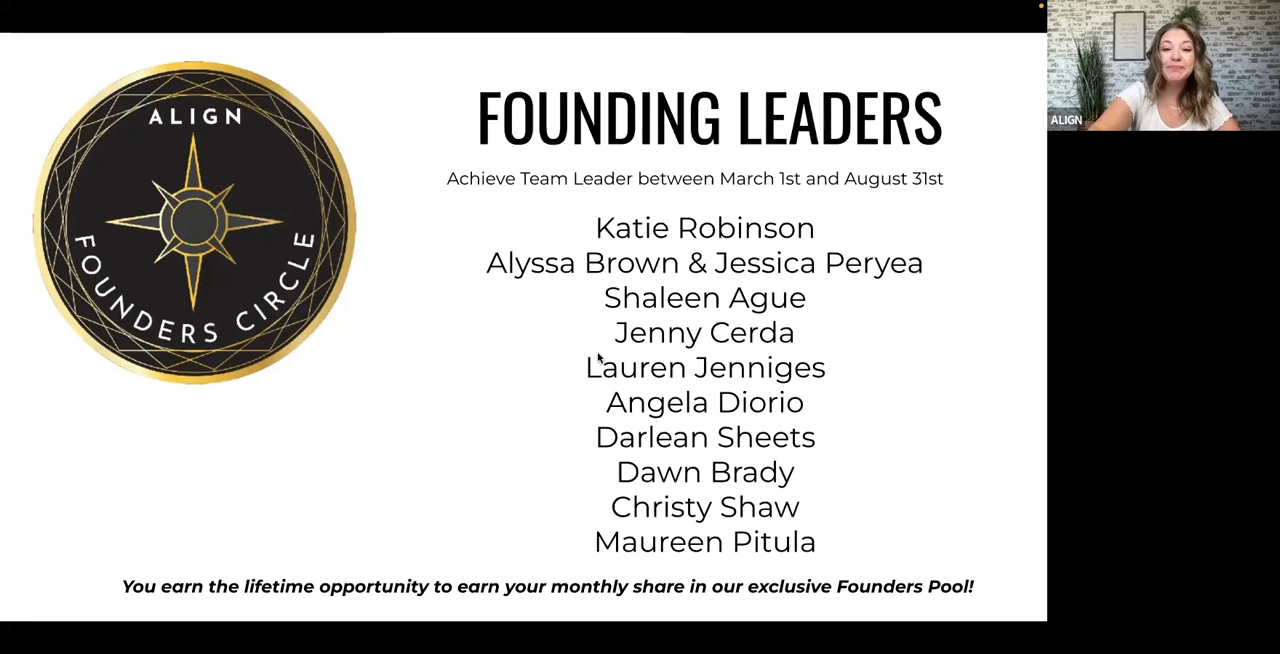 ALIGN
FOUNDERS CIRCLE
FOUNDING LEADERS
Achieve Team Leader between March 1st and August 31st
Katie Robinson
Alyssa Brown & Jessica Peryea
Shaleen Ague
Jenny Cerda
Lauren Jenniges
Angela Diorio
Darlean Sheets
Dawn Brady
Christy Shaw
Maureen Pitula
You earn the lifetime opportunity to earn your monthly share in our exclusive Founders Pool!
ALIGN